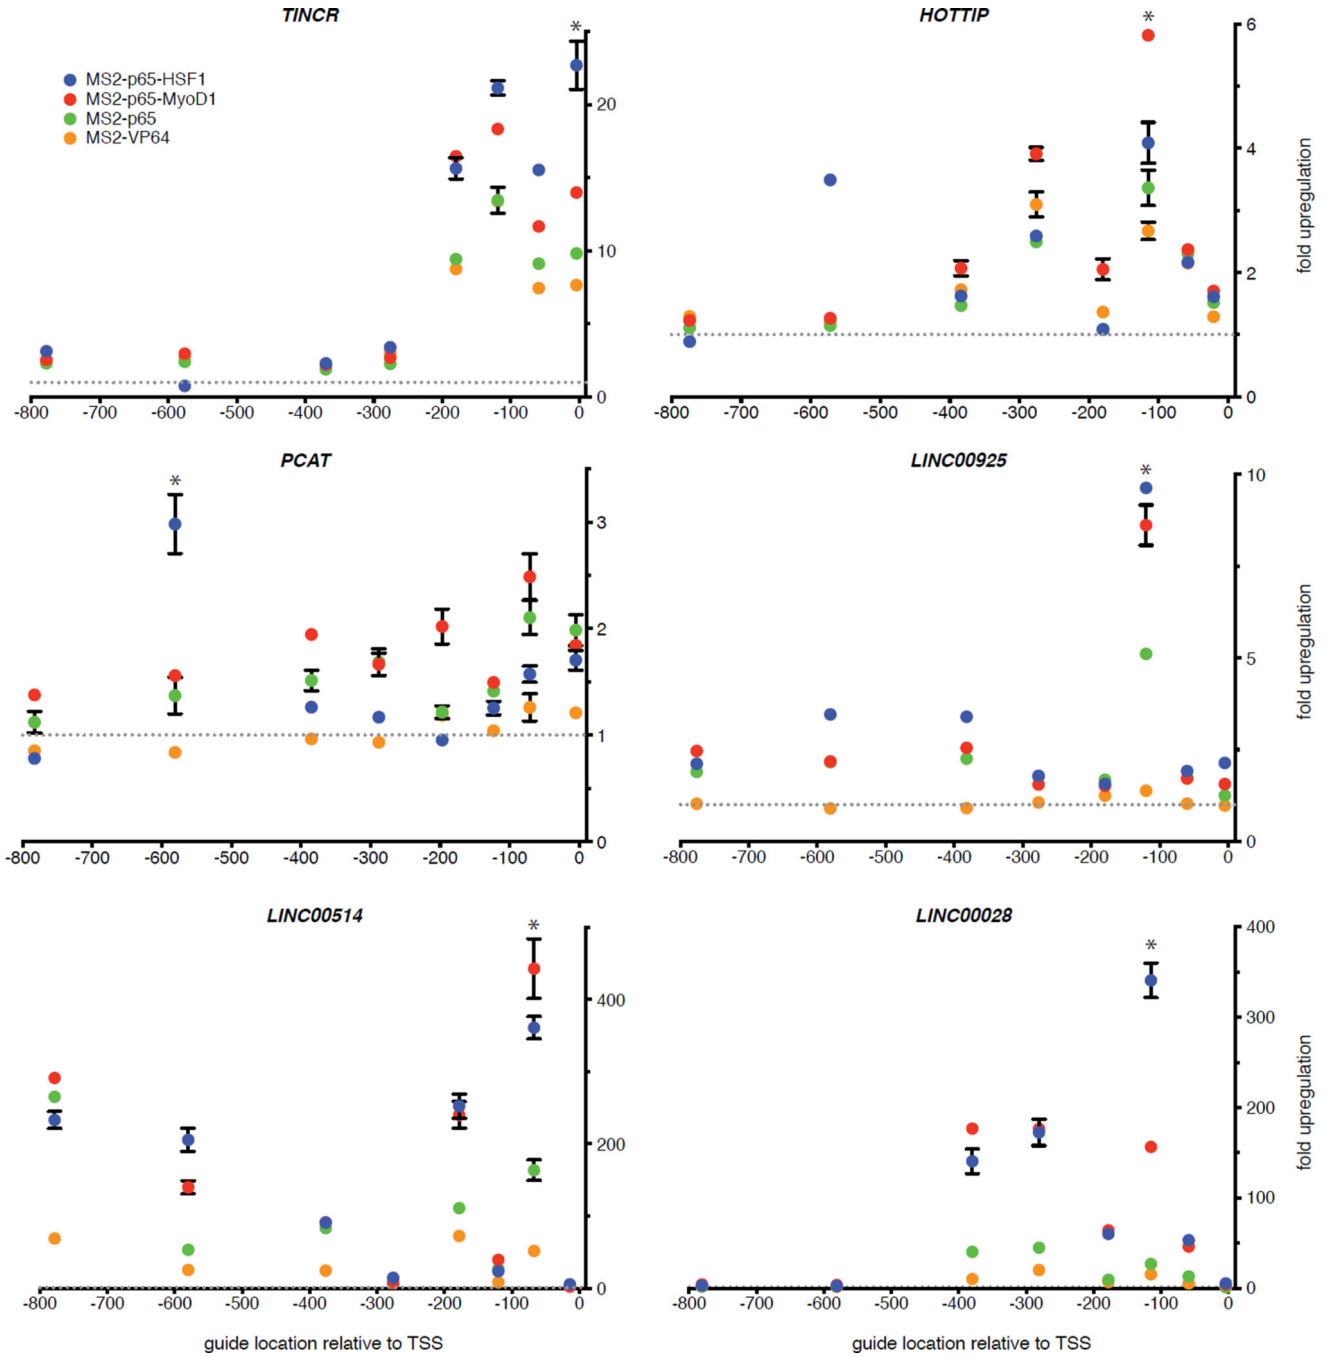 TINCR
*
MS2-p65-HSF1
MS2-p65-MyoD1
MS2-p65
MS2-VP64
20
10
0
-800 -700 -600 -500 -400 -300 -200 -100 0
HOTTIP
*
6
4
2
0
fold upregulation
-800 -700 -600 -500 -400 -300 -200 -100 0
PCAT
*
3
2
1
0
-800 -700 -600 -500 -400 -300 -200 -100 0
LINC00925
*
10
5
0
fold upregulation
-800 -700 -600 -500 -400 -300 -200 -100 0
LINC00514
*
400
200
0
-800 -700 -600 -500 -400 -300 -200 -100 0
guide location relative to TSS
LINC00028
*
400
300
200
100
0
fold upregulation
-800 -700 -600 -500 -400 -300 -200 -100 0
guide location relative to TSS